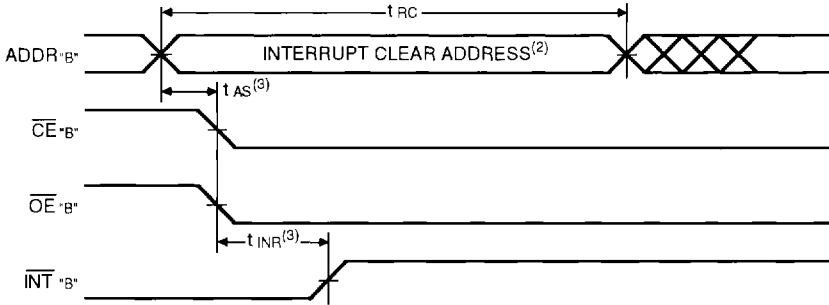 t RC
ADDR "B"
INTERRUPT CLEAR ADDRESS(2)
t AS(3)
CE "B"
OE "B"
t INR(3)
INT "B"